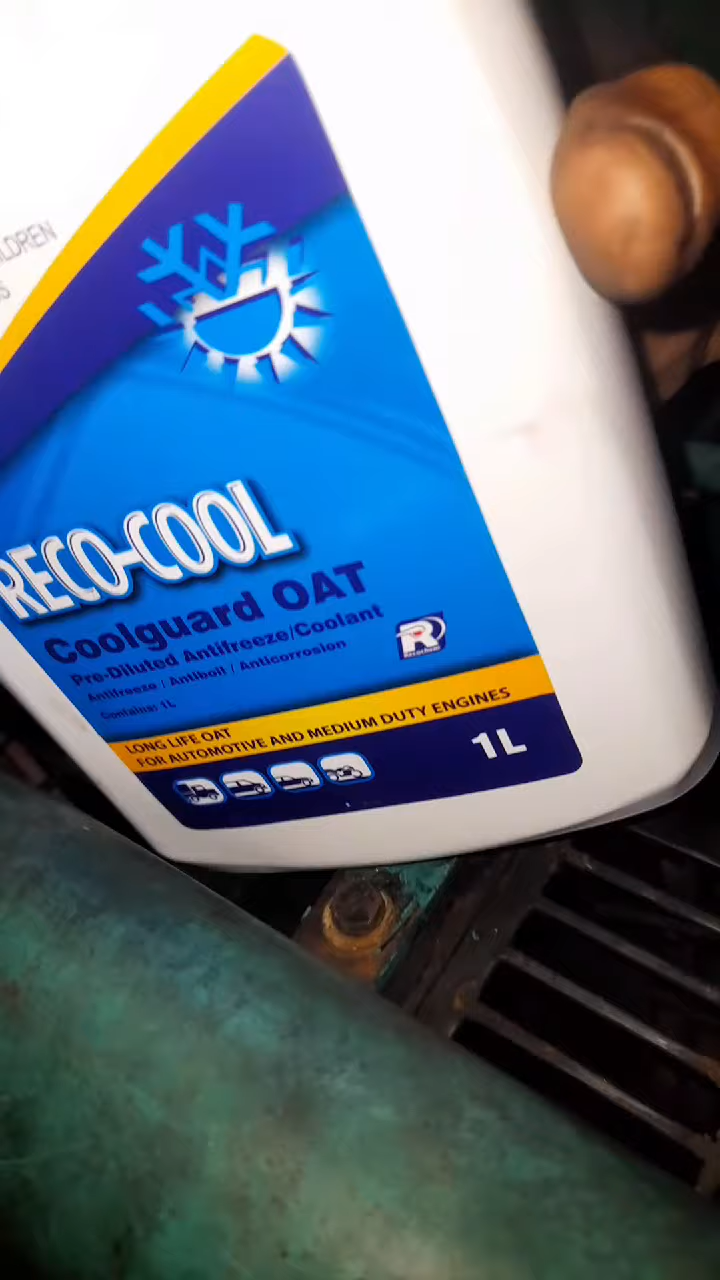 RECO-COOL
Coolguard OAT
Pre-Diluted Antifreeze/Coolant
Antifreeze / Antiboil / Anticorrosion
Contains: 1L
R
Recochem
LONG LIFE OAT
FOR AUTOMOTIVE AND MEDIUM DUTY ENGINES
1L